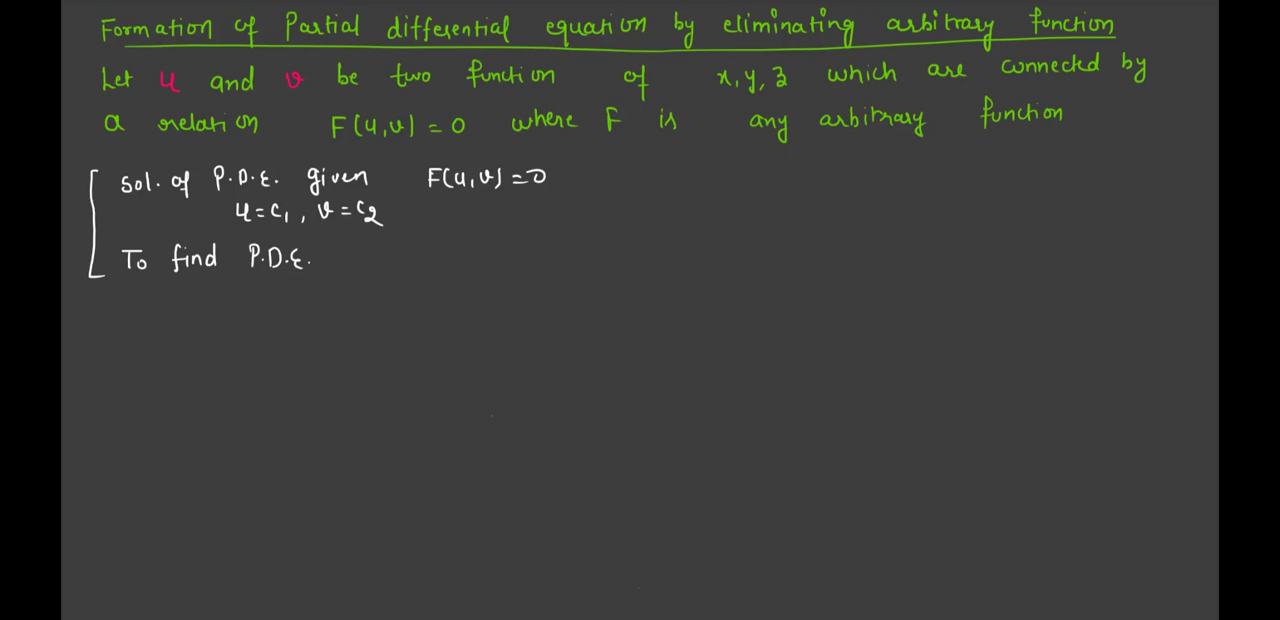 Formation of Partial differential equation by eliminating arbitrary function
Let u and v be two function of x, y, z which are connected by
a relation F(u,v) = 0 where F is any arbitrary function
Sol. of P.D.E. given F(u,v) = 0
u = c₁, v = c₂
To find P.D.E.